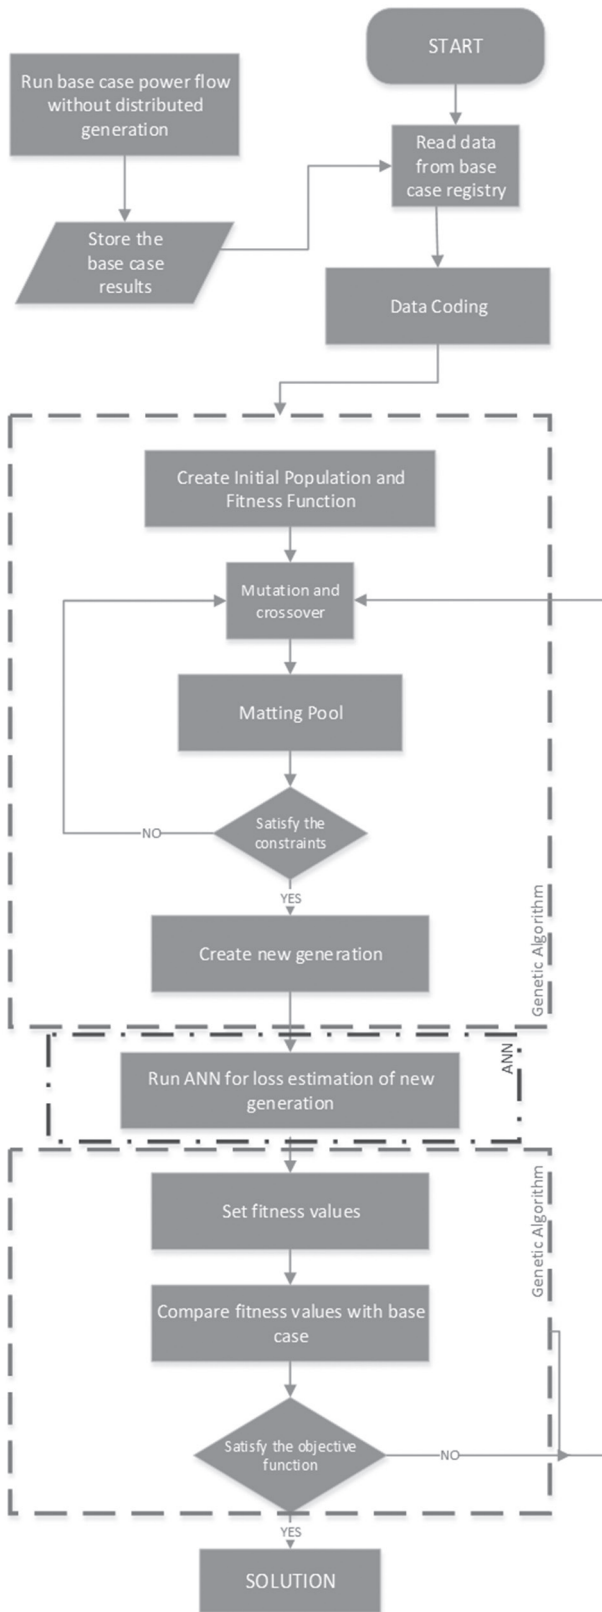 START
Run base case power flow
without distributed
generation
Read data
from base
case registry
Store the
base case
results
Data Coding
Create Initial Population and
Fitness Function
Mutation and
crossover
Matting Pool
Satisfy the
constraints
NO
YES
Create new generation
Genetic Algorithm
ANN
Run ANN for loss estimation of new
generation
Set fitness values
Genetic Algorithm
Compare fitness values with base
case
Satisfy the objective
function
NO
YES
SOLUTION